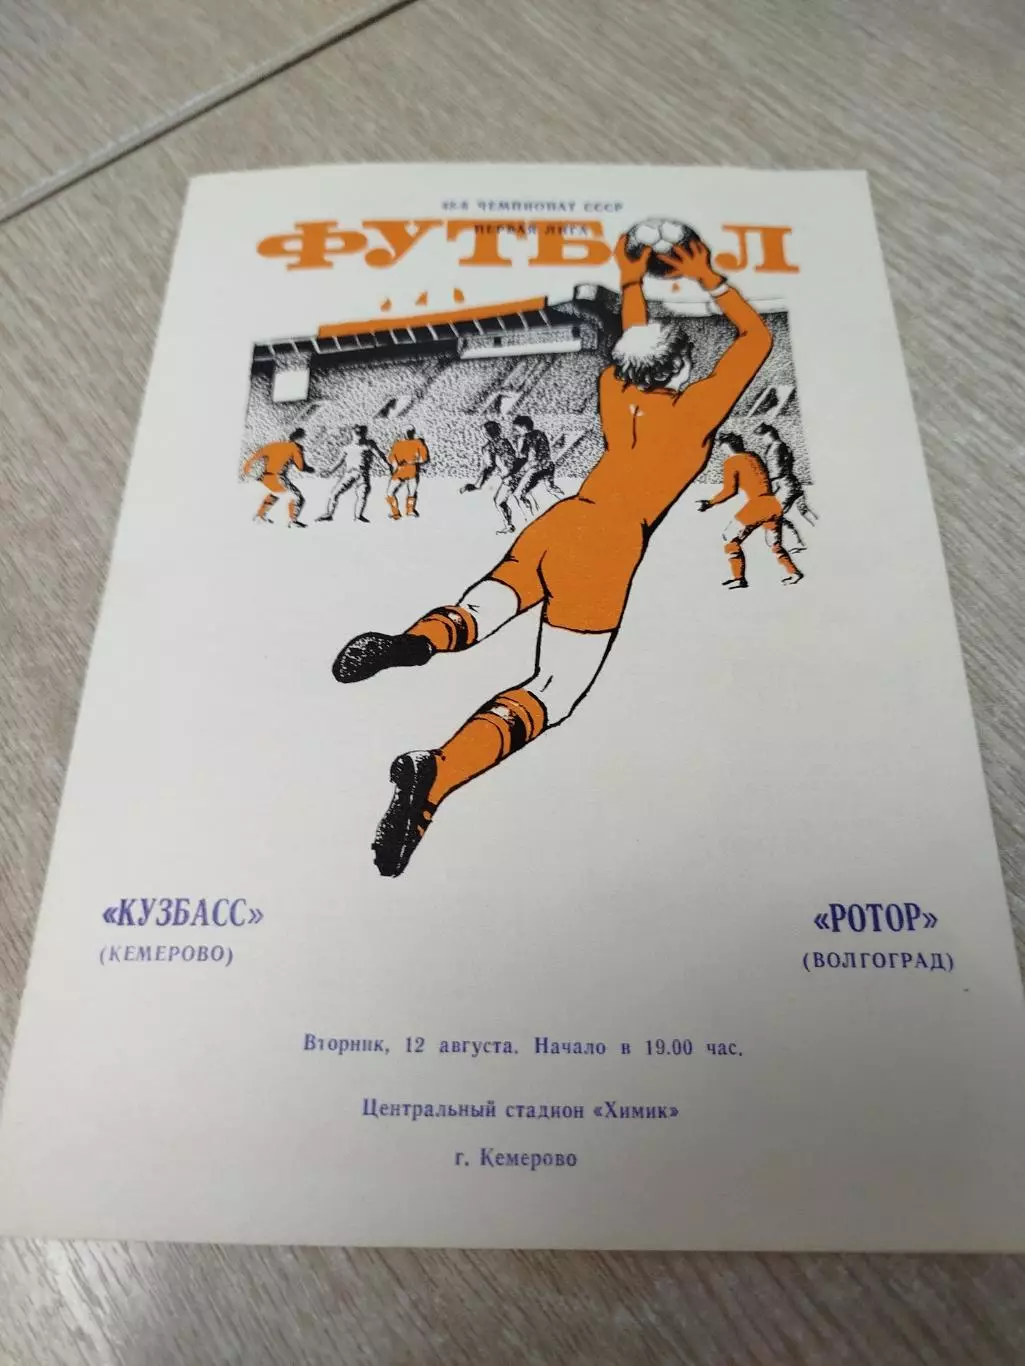 ЧЕМПИОНАТ СССР
ПЕРВАЯ ЛИГА
ФУТБОЛ
«КУЗБАСС»
(КЕМЕРОВО)
«РОТОР»
(ВОЛГОГРАД)
Вторник, 12 августа. Начало в 19.00 час.
Центральный стадион «Химик»
г. Кемерово